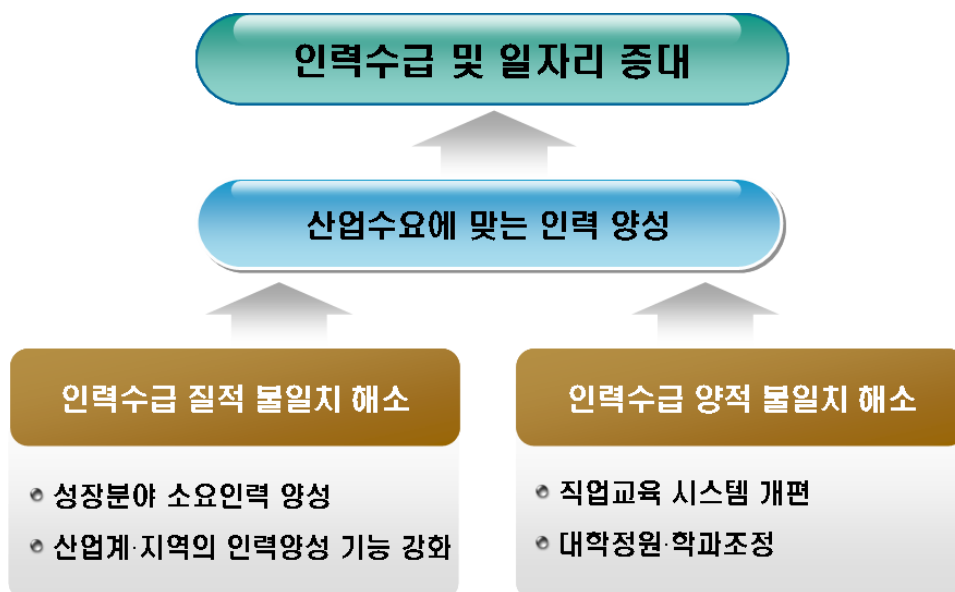 인력수급 및 일자리 증대
산업수요에 맞는 인력 양성
인력수급 질적 불일치 해소
성장분야 소요인력 양성
산업계·지역의 인력양성 기능 강화
인력수급 양적 불일치 해소
직업교육 시스템 개편
대학정원·학과조정